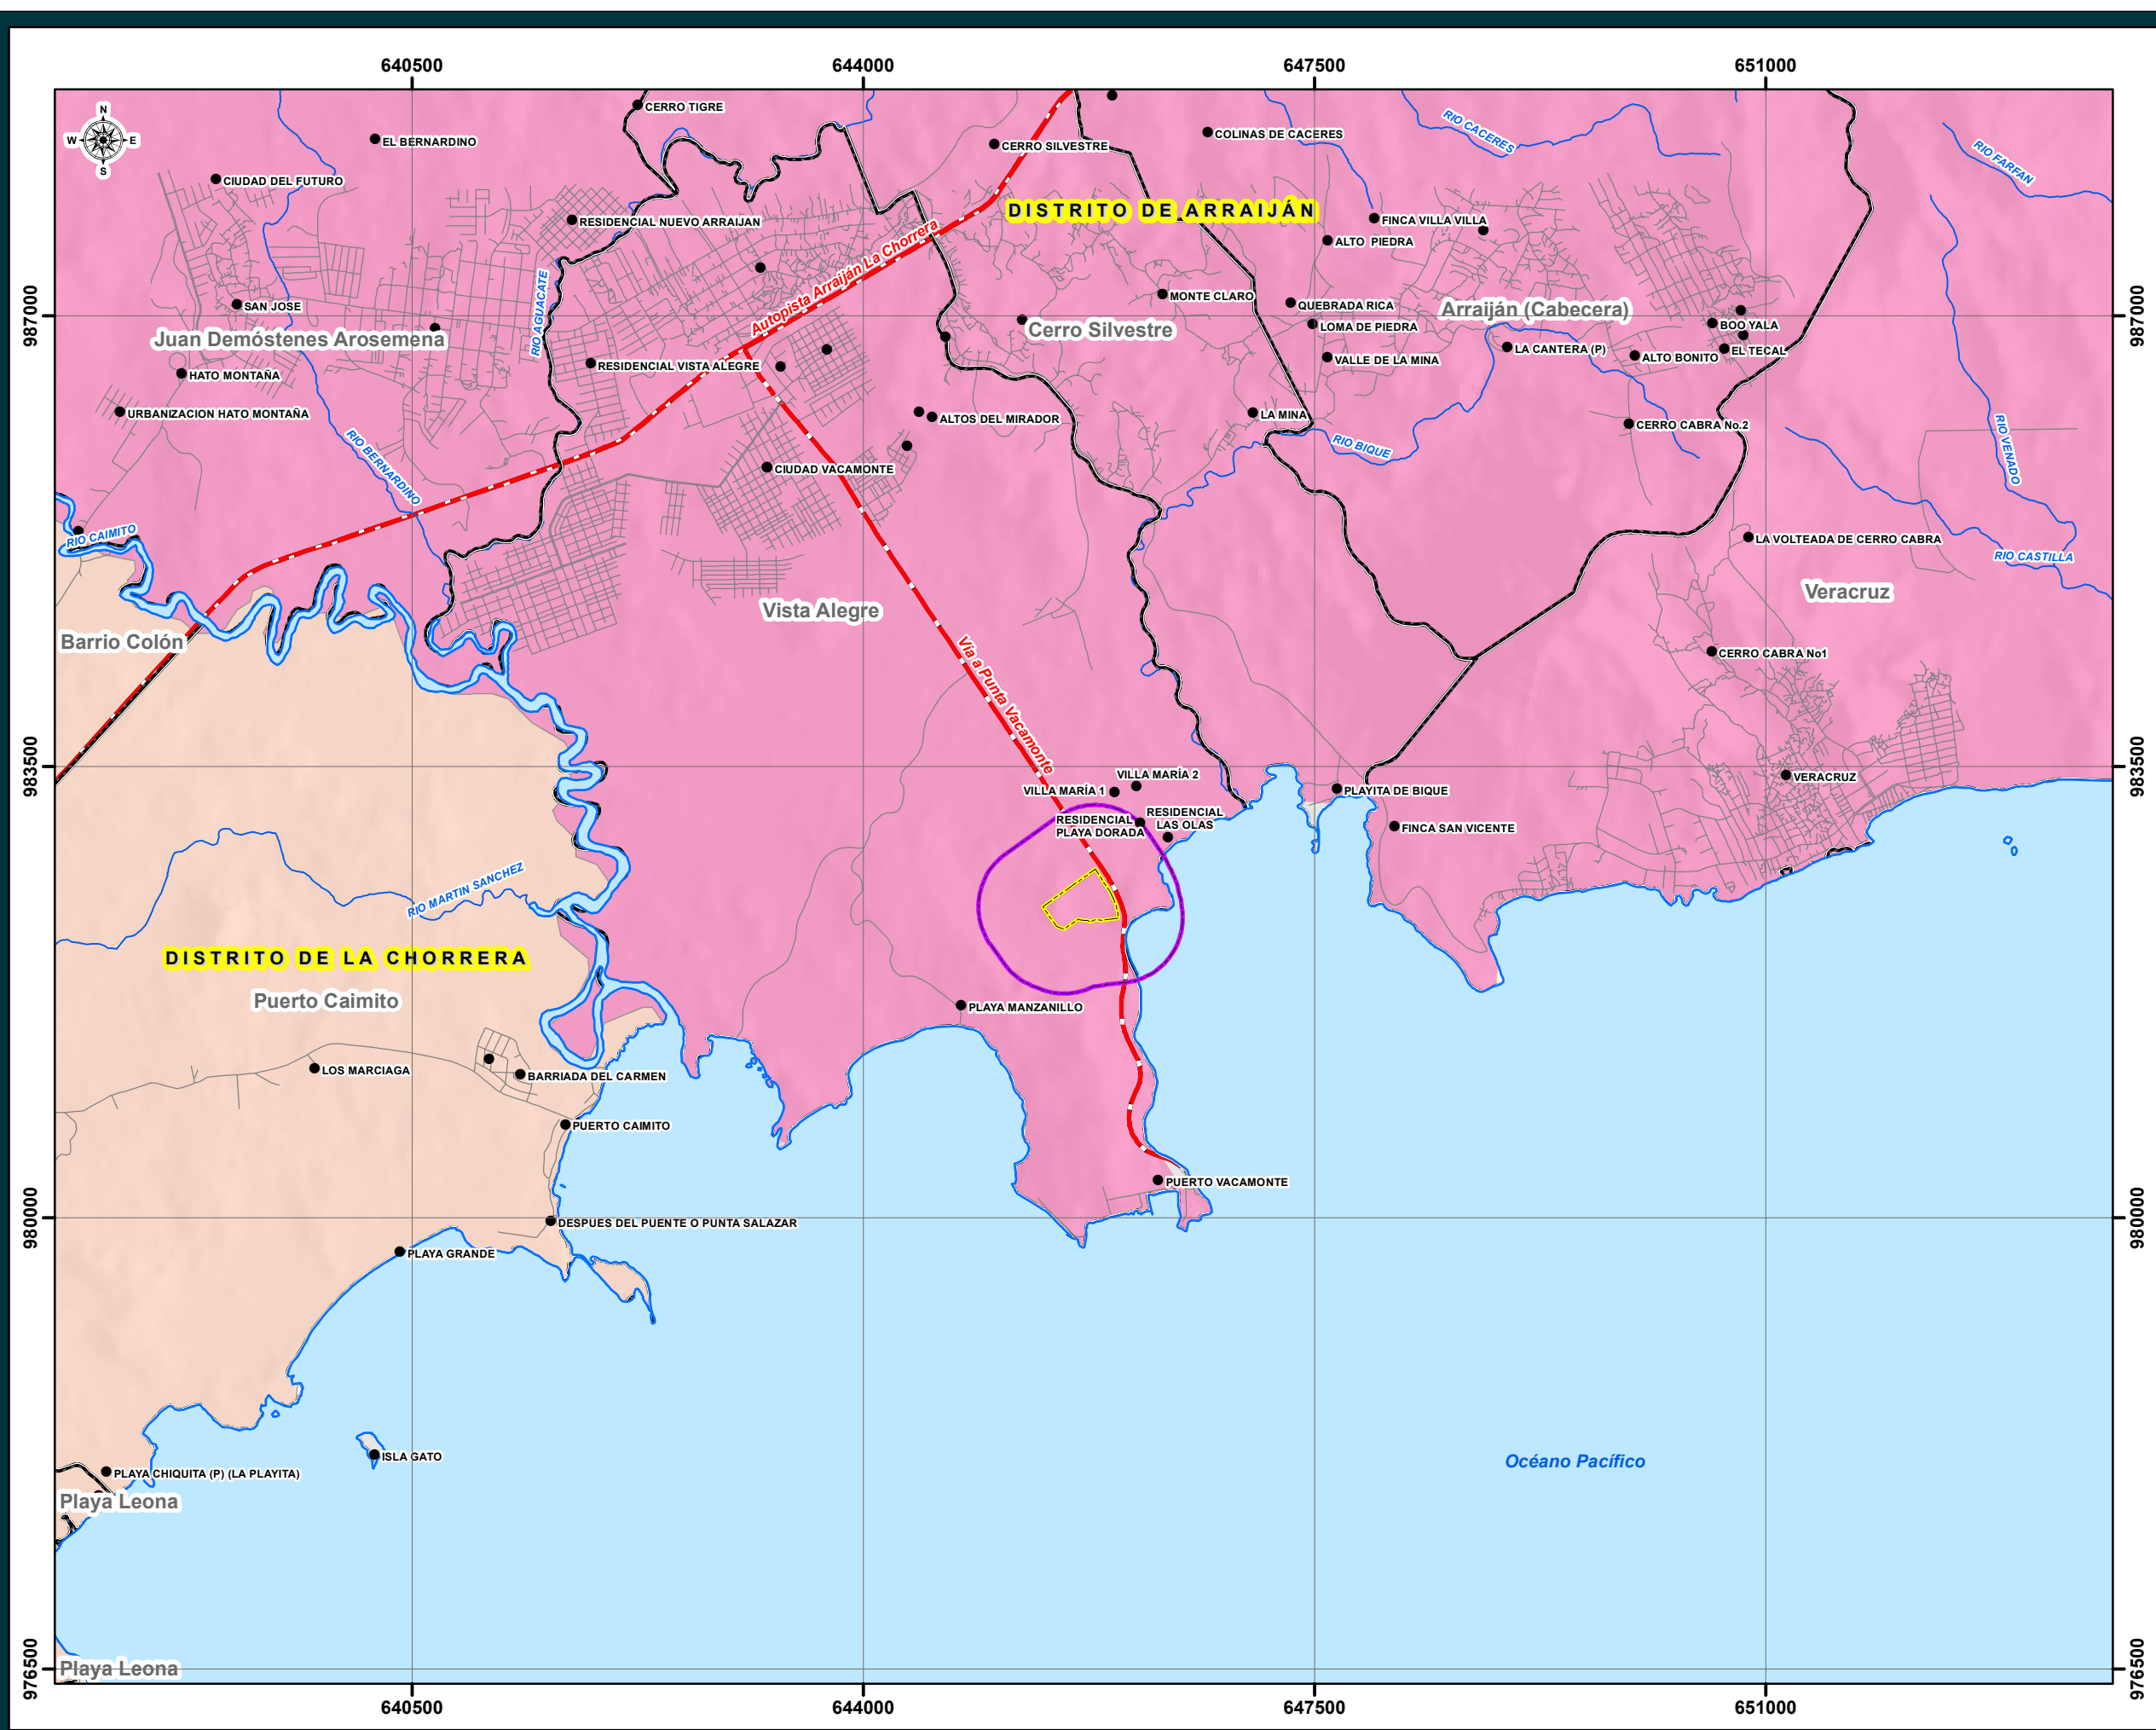 640500
644000
647500
651000
N
W
E
S
CERRO TIGRE
EL BERNARDINO
CERRO SILVESTRE
COLINAS DE CACERES
RIO CACERES
RIO FARFAN
CIUDAD DEL FUTURO
DISTRITO DE ARRAIJÁN
RESIDENCIAL NUEVO ARRAIJAN
FINCA VILLA VILLA
ALTO PIEDRA
Autopista Arraiján La Chorrera
RIO AGUACATE
MONTE CLARO
SAN JOSE
QUEBRADA RICA
Arraiján (Cabecera)
987000
987000
Juan Demóstenes Arosemena
Cerro Silvestre
LOMA DE PIEDRA
BOO YALA
LA CANTERA (P)
EL TECAL
RESIDENCIAL VISTA ALEGRE
VALLE DE LA MINA
ALTO BONITO
HATO MONTAÑA
URBANIZACION HATO MONTAÑA
ALTOS DEL MIRADOR
LA MINA
CERRO CABRA No.2
RIO BIQUE
RIO VENADO
RIO BERNARDINO
CIUDAD VACAMONTE
RIO CAIMITO
LA VOLTEADA DE CERRO CABRA
RIO CASTILLA
Vista Alegre
Veracruz
Barrio Colón
Vía a Punta Vacamonte
CERRO CABRA No1
983500
983500
VILLA MARÍA 2
VILLA MARÍA 1
VERACRUZ
PLAYITA DE BIQUE
RESIDENCIAL
PLAYA DORADA
RESIDENCIAL
LAS OLAS
FINCA SAN VICENTE
RIO MARTIN SANCHEZ
DISTRITO DE LA CHORRERA
Puerto Caimito
PLAYA MANZANILLO
LOS MARCIAGA
BARRIADA DEL CARMEN
PUERTO CAIMITO
PUERTO VACAMONTE
980000
980000
DESPUES DEL PUENTE O PUNTA SALAZAR
PLAYA GRANDE
ISLA GATO
Océano Pacífico
PLAYA CHIQUITA (P) (LA PLAYITA)
Playa Leona
Playa Leona
976500
976500
640500
644000
647500
651000